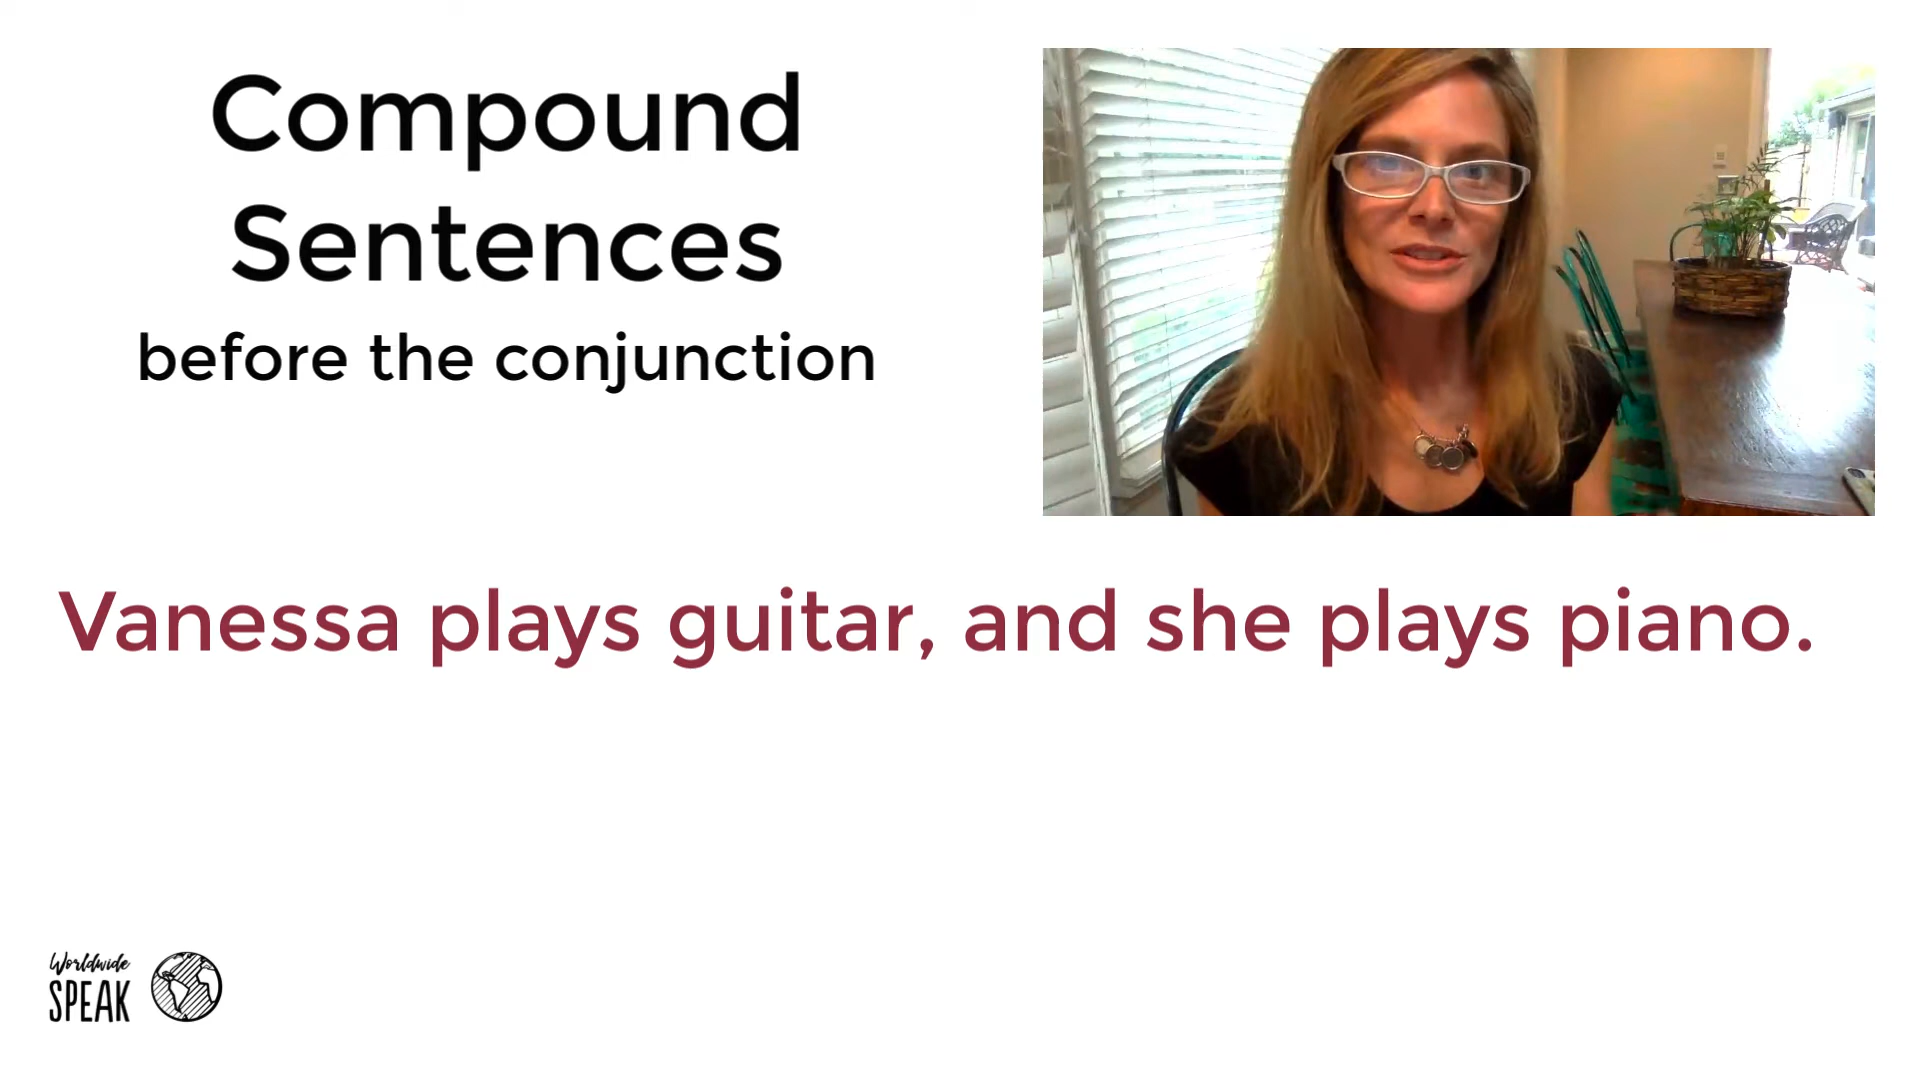 Compound
Sentences
before the conjunction
Vanessa plays guitar, and she plays piano.
Worldwide
SPEAK